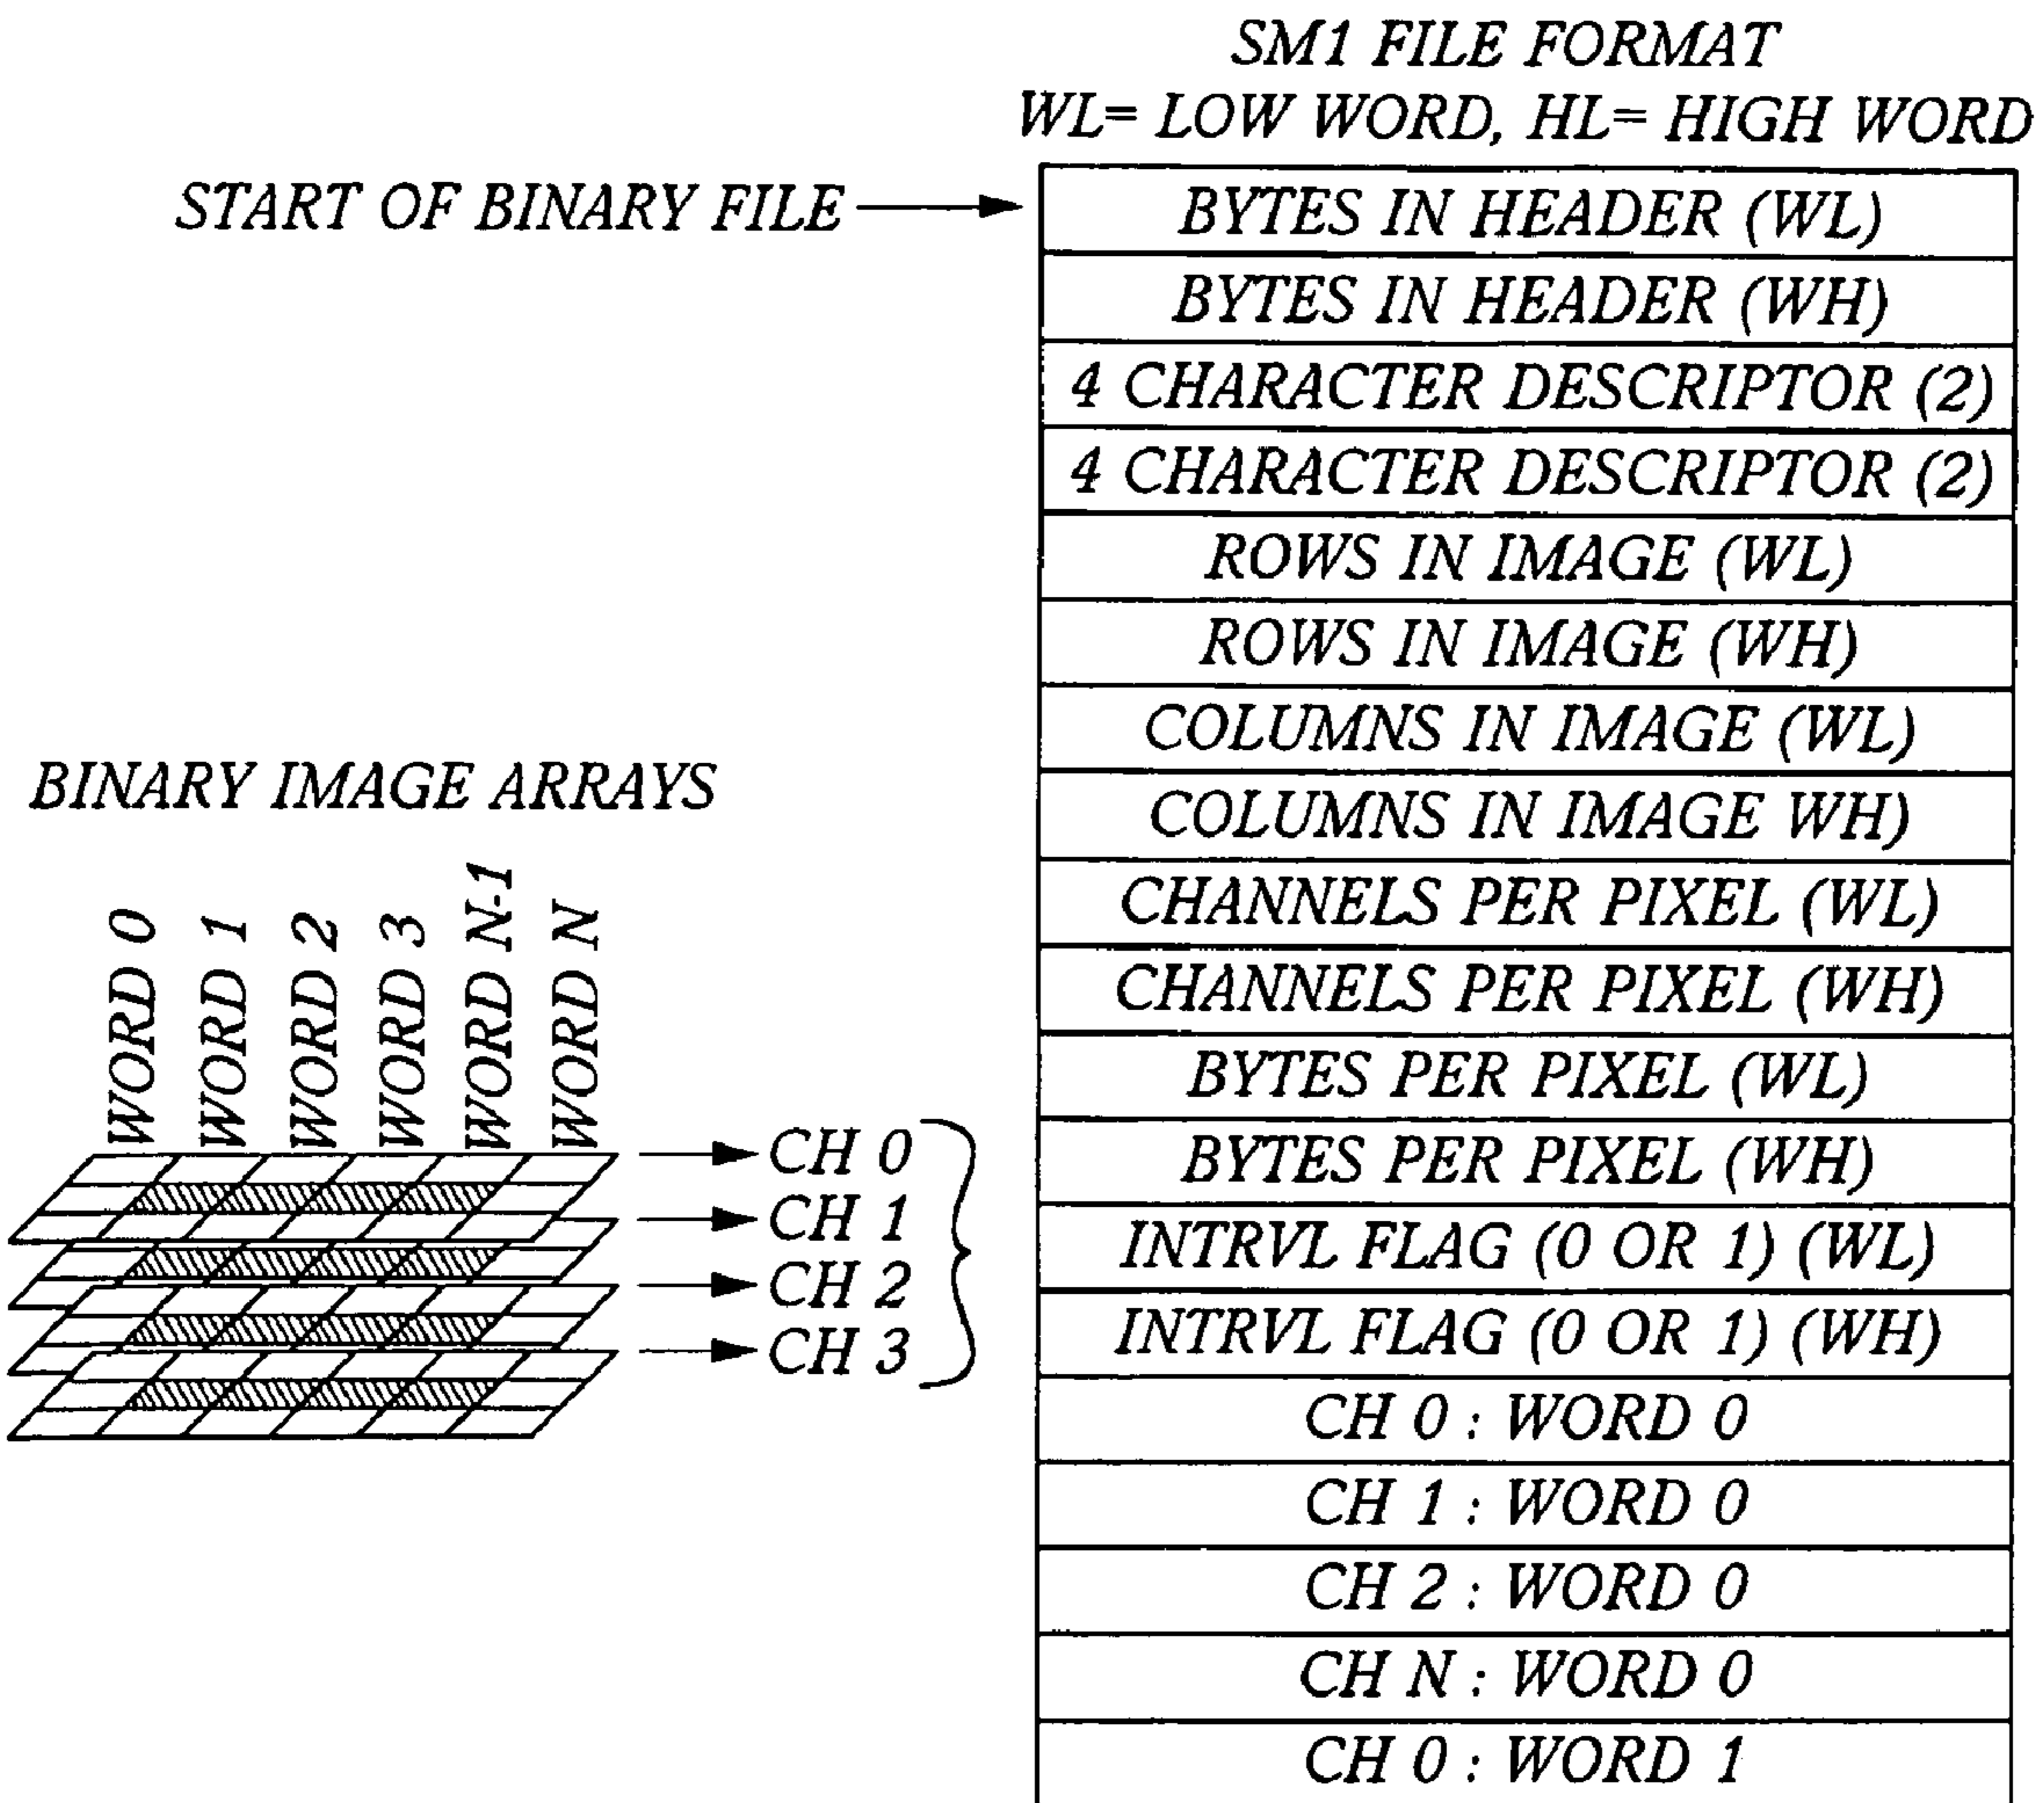 SM1 FILE FORMAT
WL= LOW WORD, HL= HIGH WORD
START OF BINARY FILE
BYTES IN HEADER (WL)
BYTES IN HEADER (WH)
4 CHARACTER DESCRIPTOR (2)
4 CHARACTER DESCRIPTOR (2)
ROWS IN IMAGE (WL)
ROWS IN IMAGE (WH)
COLUMNS IN IMAGE (WL)
COLUMNS IN IMAGE WH)
CHANNELS PER PIXEL (WL)
CHANNELS PER PIXEL (WH)
BYTES PER PIXEL (WL)
BYTES PER PIXEL (WH)
INTRVL FLAG (0 OR 1) (WL)
INTRVL FLAG (0 OR 1) (WH)
CH 0 : WORD 0
CH 1 : WORD 0
CH 2 : WORD 0
CH N : WORD 0
CH 0 : WORD 1
BINARY IMAGE ARRAYS
WORD 0
WORD 1
WORD 2
WORD 3
WORD N-1
WORD N
CH 0
CH 1
CH 2
CH 3